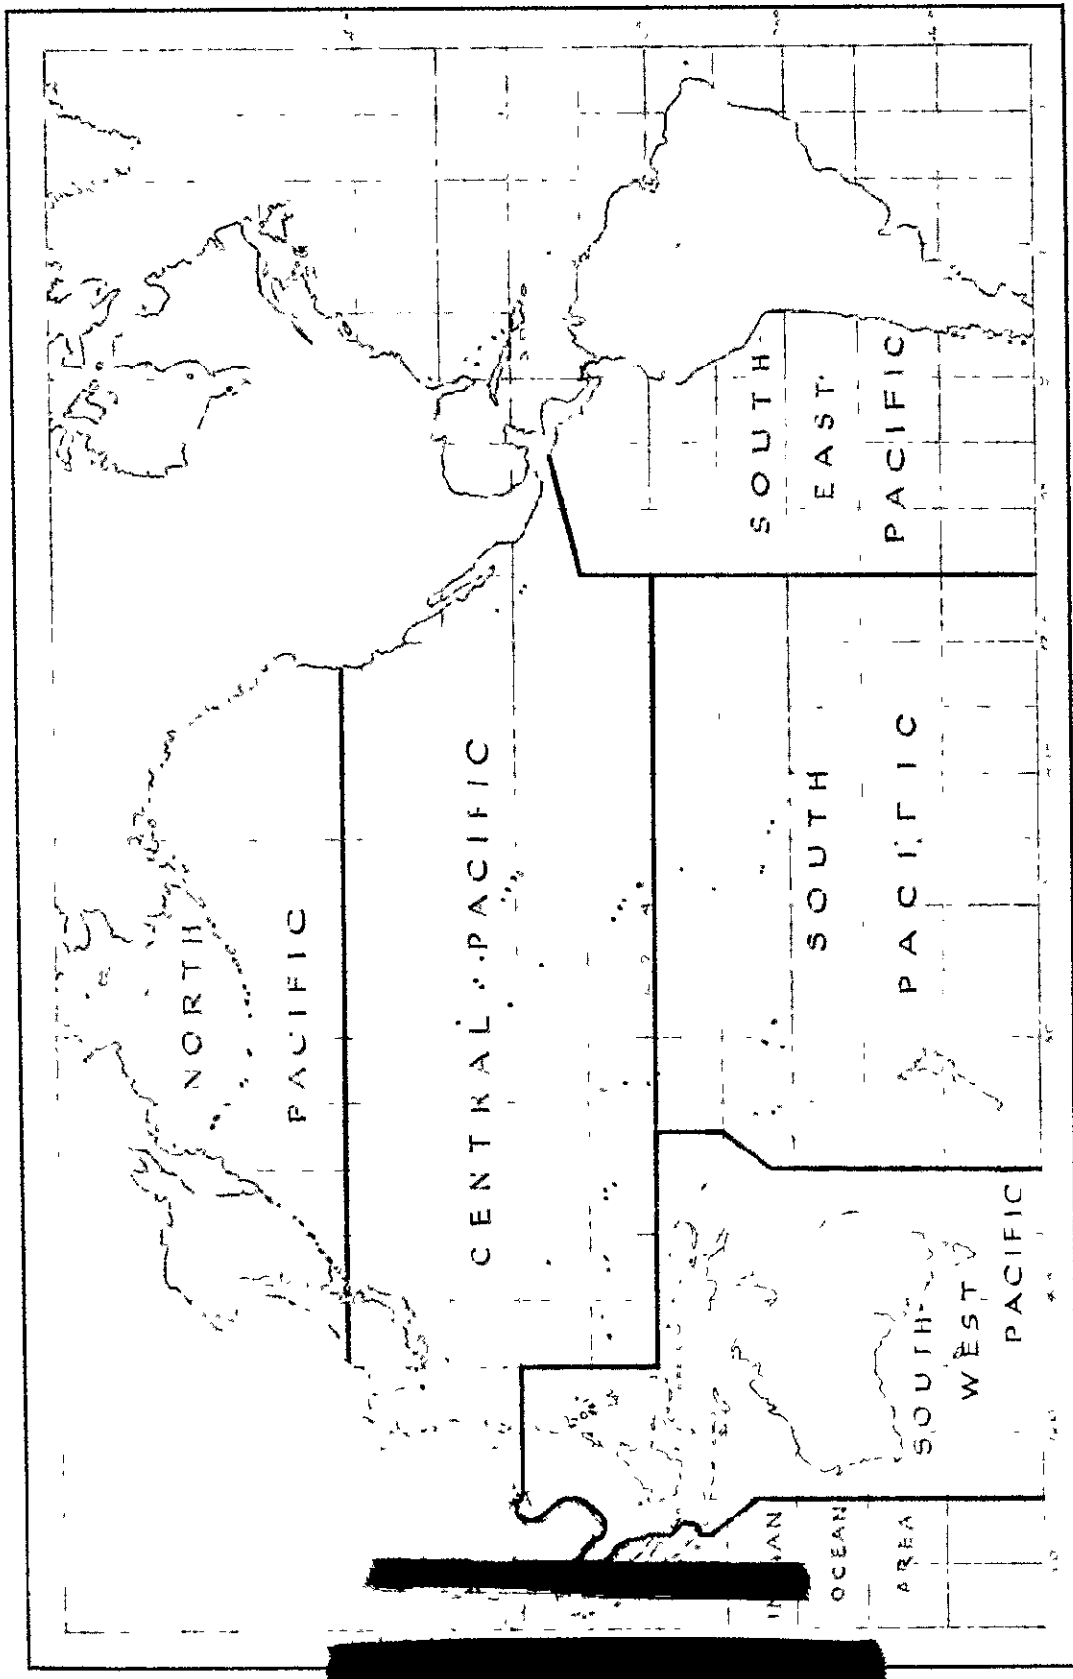 NORTH
PACIFIC
CENTRAL PACIFIC
SOUTH
PACIFIC
SOUTH-
EAST
PACIFIC
SOUTH-
WEST
PACIFIC
OCEAN
AREA